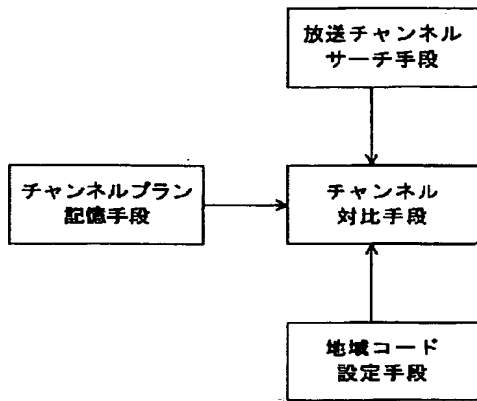 放送チャンネル
サーチ手段
チャンネルプラン
記憶手段
チャンネル
対比手段
地域コード
設定手段